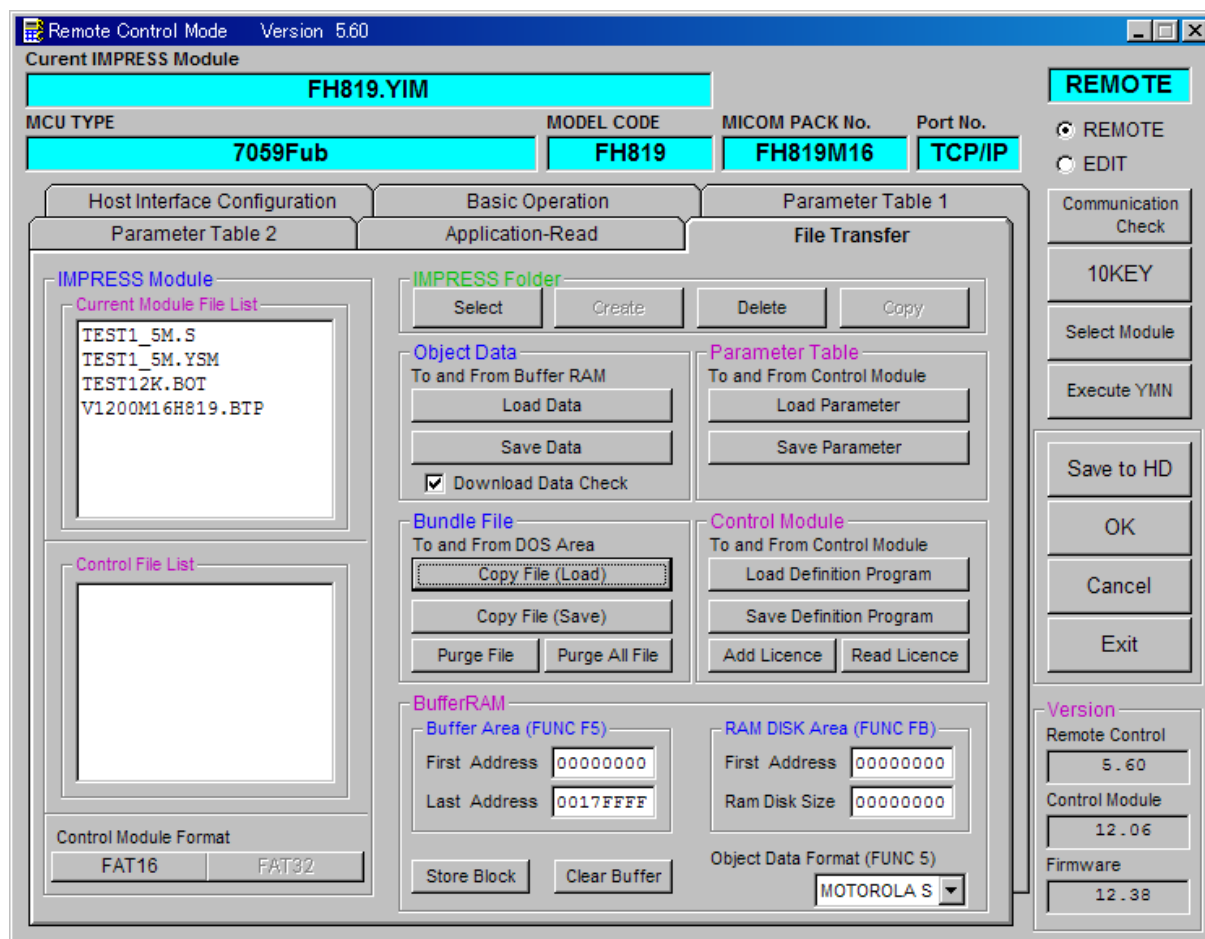 Remote Control Mode Version 5.60
Curent IMPRESS Module
FH819.YIM
REMOTE
MCU TYPE MODEL CODE MICOM PACK No. Port No.
7059Fub FH819 FH819M16 TCP/IP
REMOTE
EDIT
Host Interface Configuration Basic Operation Parameter Table 1
Parameter Table 2 Application-Read File Transfer
Communication
Check
10KEY
Select Module
Execute YMN
Save to HD
OK
Cancel
Exit
IMPRESS Module
Current Module File List
TEST1_5M.S
TEST1_5M.YSM
TEST12K.BOT
V1200M16H819.BTP
Control File List
Control Module Format
FAT16 FAT32
IMPRESS Folder
Select Create Delete Copy
Object Data
To and From Buffer RAM
Load Data
Save Data
Download Data Check
Parameter Table
To and From Control Module
Load Parameter
Save Parameter
Bundle File
To and From DOS Area
Copy File (Load)
Copy File (Save)
Purge File Purge All File
Control Module
To and From Control Module
Load Definition Program
Save Definition Program
Add Licence Read Licence
BufferRAM
Buffer Area (FUNC F5)
First Address 00000000
Last Address 0017FFFF
RAM DISK Area (FUNC FB)
First Address 00000000
Ram Disk Size 00000000
Store Block Clear Buffer
Object Data Format (FUNC 5)
MOTOROLA S
Version
Remote Control
5.60
Control Module
12.06
Firmware
12.38